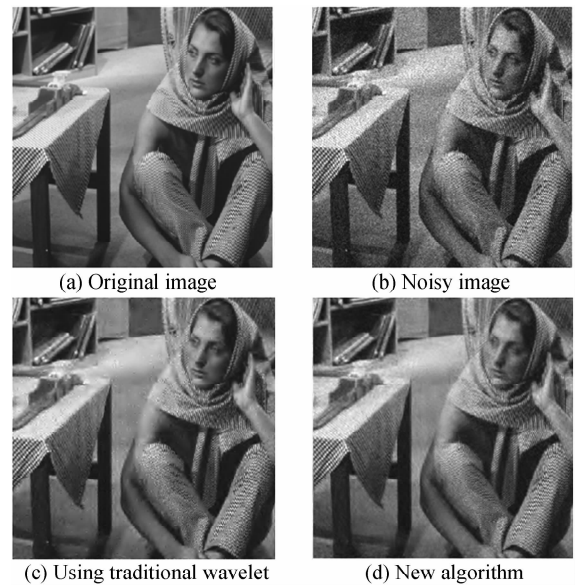 (a) Original image
(b) Noisy image
(c) Using traditional wavelet
(d) New algorithm